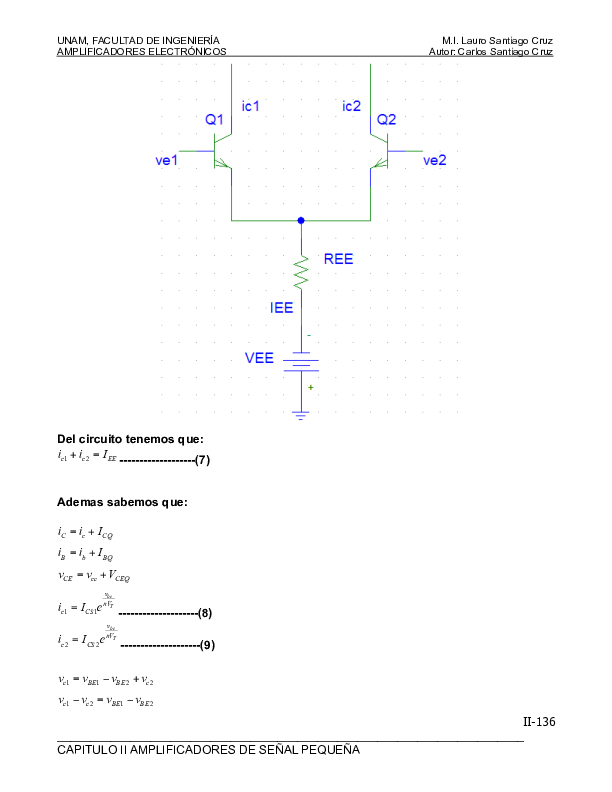 UNAM, FACULTAD DE INGENIERÍA M.I. Lauro Santiago Cruz
AMPLIFICADORES ELECTRÓNICOS Autor: Carlos Santiago Cruz
ic1 ic2
Q1 Q2
ve1 ve2
REE
IEE
-
VEE
+
Del circuito tenemos que:
i_{c1} + i_{c2} = I_{EE} -------------------(7)
Ademas sabemos que:
i_C = i_c + I_{CQ}
i_B = i_b + I_{BQ}
v_{CE} = v_{ce} + V_{CEQ}
i_{c1} = I_{CS1}e^{\frac{v_{be}}{nV_T}} --------------------(8)
i_{c2} = I_{CS2}e^{\frac{v_{be}}{nV_T}} --------------------(9)
v_{e1} = v_{BE1} − v_{BE2} + v_{e2}
v_{e1} − v_{e2} = v_{BE1} − v_{BE2}
II-136
CAPITULO II AMPLIFICADORES DE SEÑAL PEQUEÑA